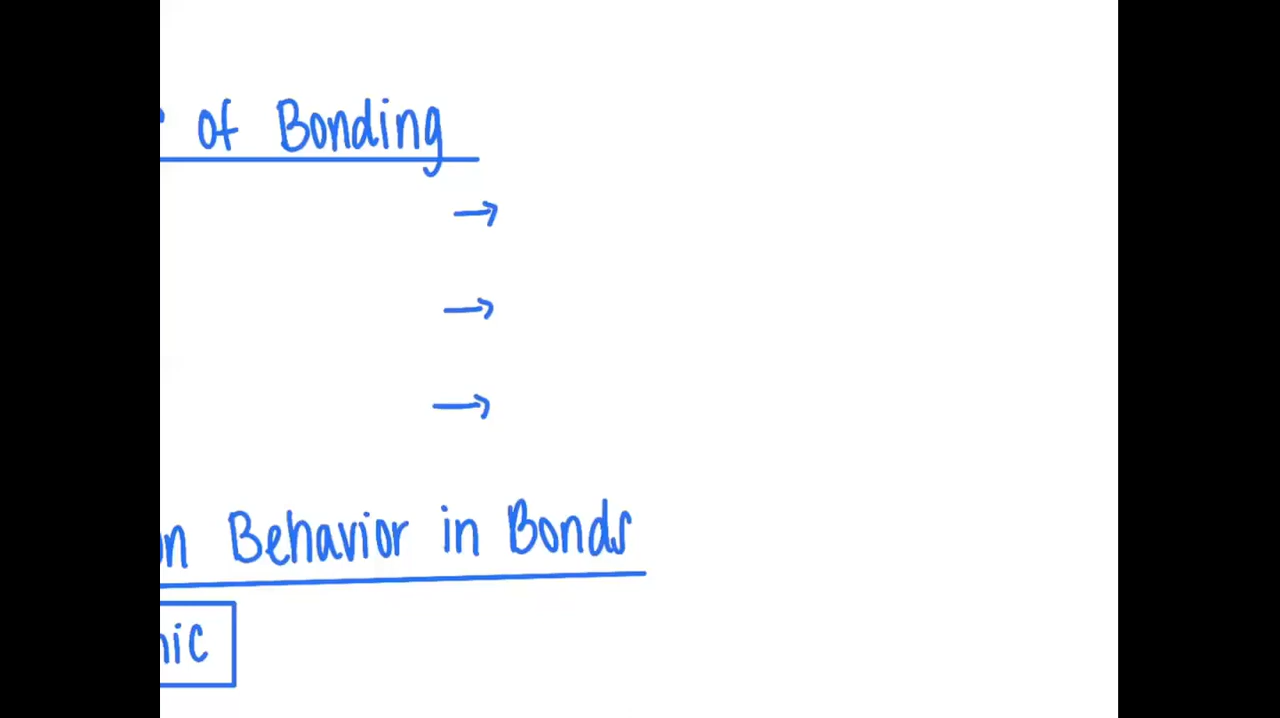 of Bonding
→
→
→
Behavior in Bonds